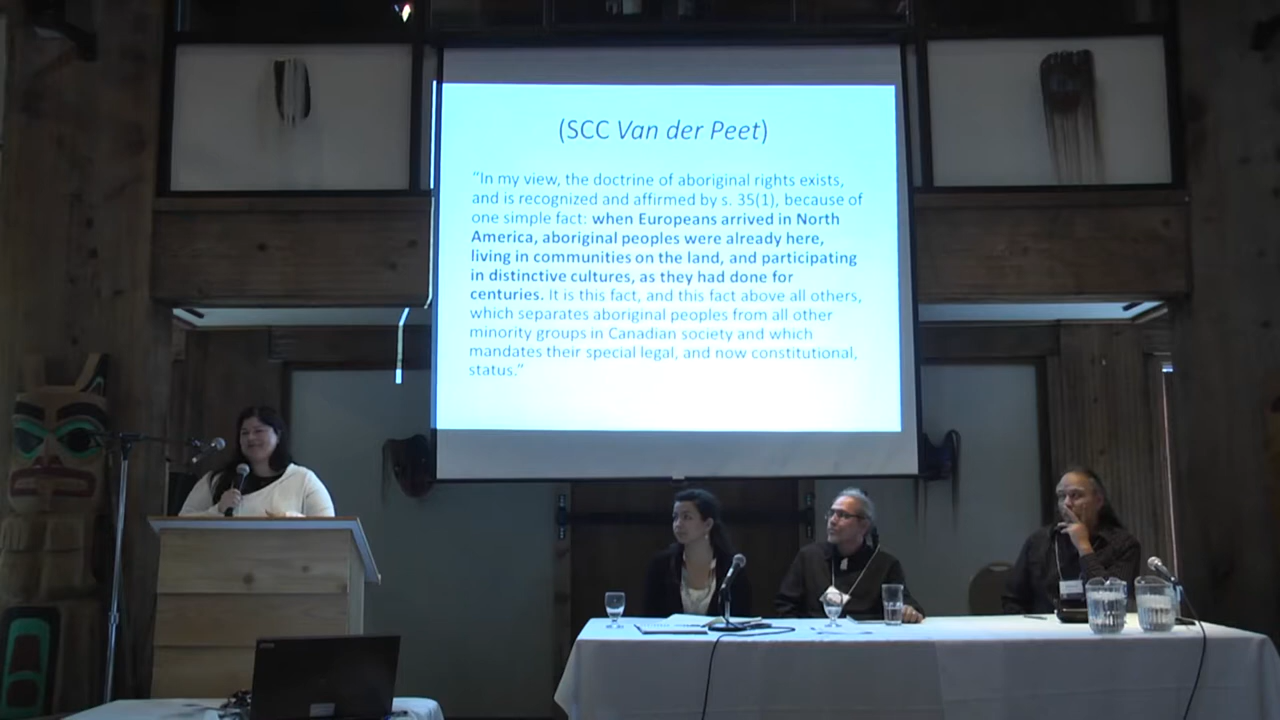 (SCC Van der Peet)
"In my view, the doctrine of aboriginal rights exists,
and is recognized and affirmed by s. 35(1), because of
one simple fact: when Europeans arrived in North
America, aboriginal peoples were already here,
living in communities on the land, and participating
in distinctive cultures, as they had done for
centuries. It is this fact, and this fact above all others,
which separates aboriginal peoples from all other
minority groups in Canadian society and which
mandates their special legal, and now constitutional,
status."